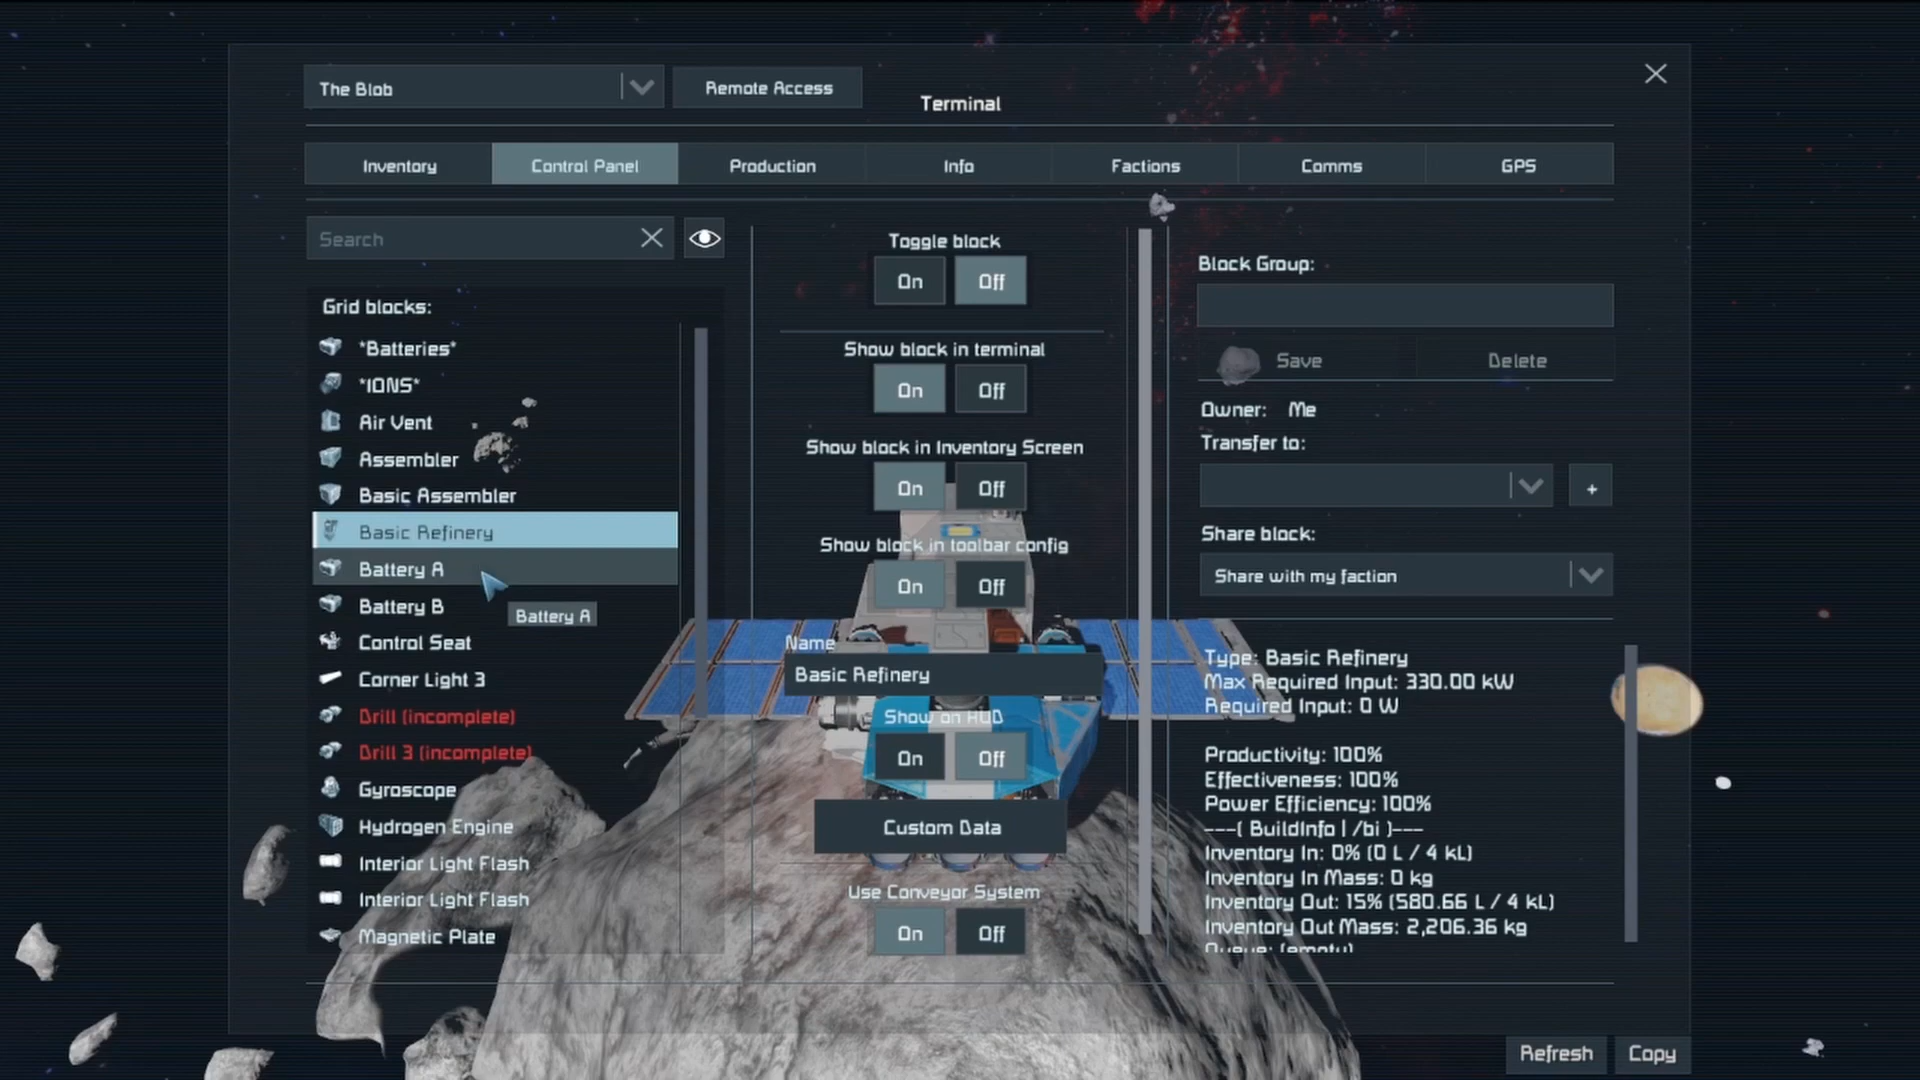 The Blob
Remote Access
Terminal
Inventory
Control Panel
Production
Info
Factions
Comms
GPS
Search
Grid blocks:
*Batteries*
*IONS*
Air Vent
Assembler
Basic Assembler
Basic Refinery
Battery A
Battery B
Battery A
Control Seat
Corner Light 3
Drill (incomplete)
Drill 3 (incomplete)
Gyroscope
Hydrogen Engine
Interior Light Flash
Interior Light Flash
Magnetic Plate
Toggle block
On Off
Show block in terminal
On Off
Show block in Inventory Screen
On Off
Show block in toolbar config
On Off
Name
Basic Refinery
Show on HUD
On Off
Custom Data
Use Conveyor System
On Off
Block Group:
Save Delete
Owner: Me
Transfer to:
+
Share block:
Share with my faction
Type: Basic Refinery
Max Required Input: 330.00 kW
Required Input: 0 W
Productivity: 100%
Effectiveness: 100%
Power Efficiency: 100%
---( BuildInfo | /bi )---
Inventory In: 0% (0 L / 4 kL)
Inventory In Mass: 0 kg
Inventory Out: 15% (580.66 L / 4 kL)
Inventory Out Mass: 2,206.36 kg
Queue: (empty)
Refresh
Copy